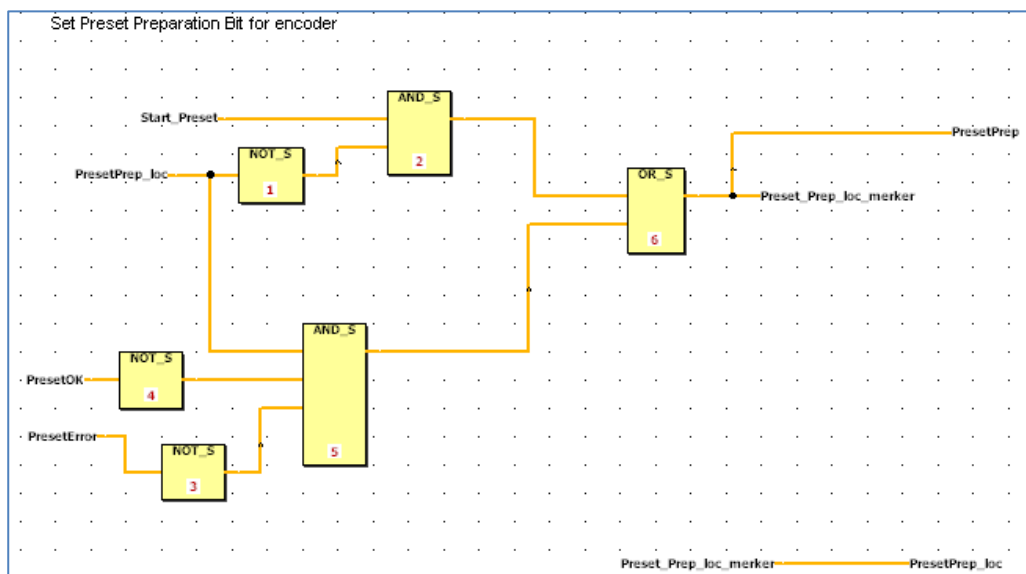 Set Preset Preparation Bit for encoder
AND_S
Start_Preset
2
PresetPrep
NOT_S
PresetPrep_loc
1
OR_S
Preset_Prep_loc_merker
6
AND_S
NOT_S
PresetOK
4
PresetError
NOT_S
5
3
Preset_Prep_loc_merker
PresetPrep_loc